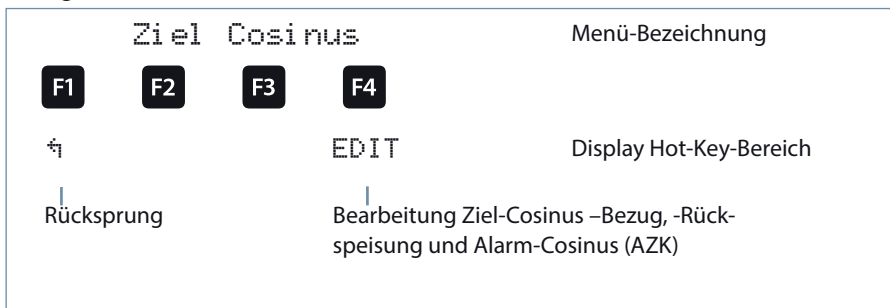 Ziel Cosinus Menü-Bezeichnung
F1 F2 F3 F4
EDIT Display Hot-Key-Bereich
Rücksprung Bearbeitung Ziel-Cosinus –Bezug, -Rück-
speisung und Alarm-Cosinus (AZK)